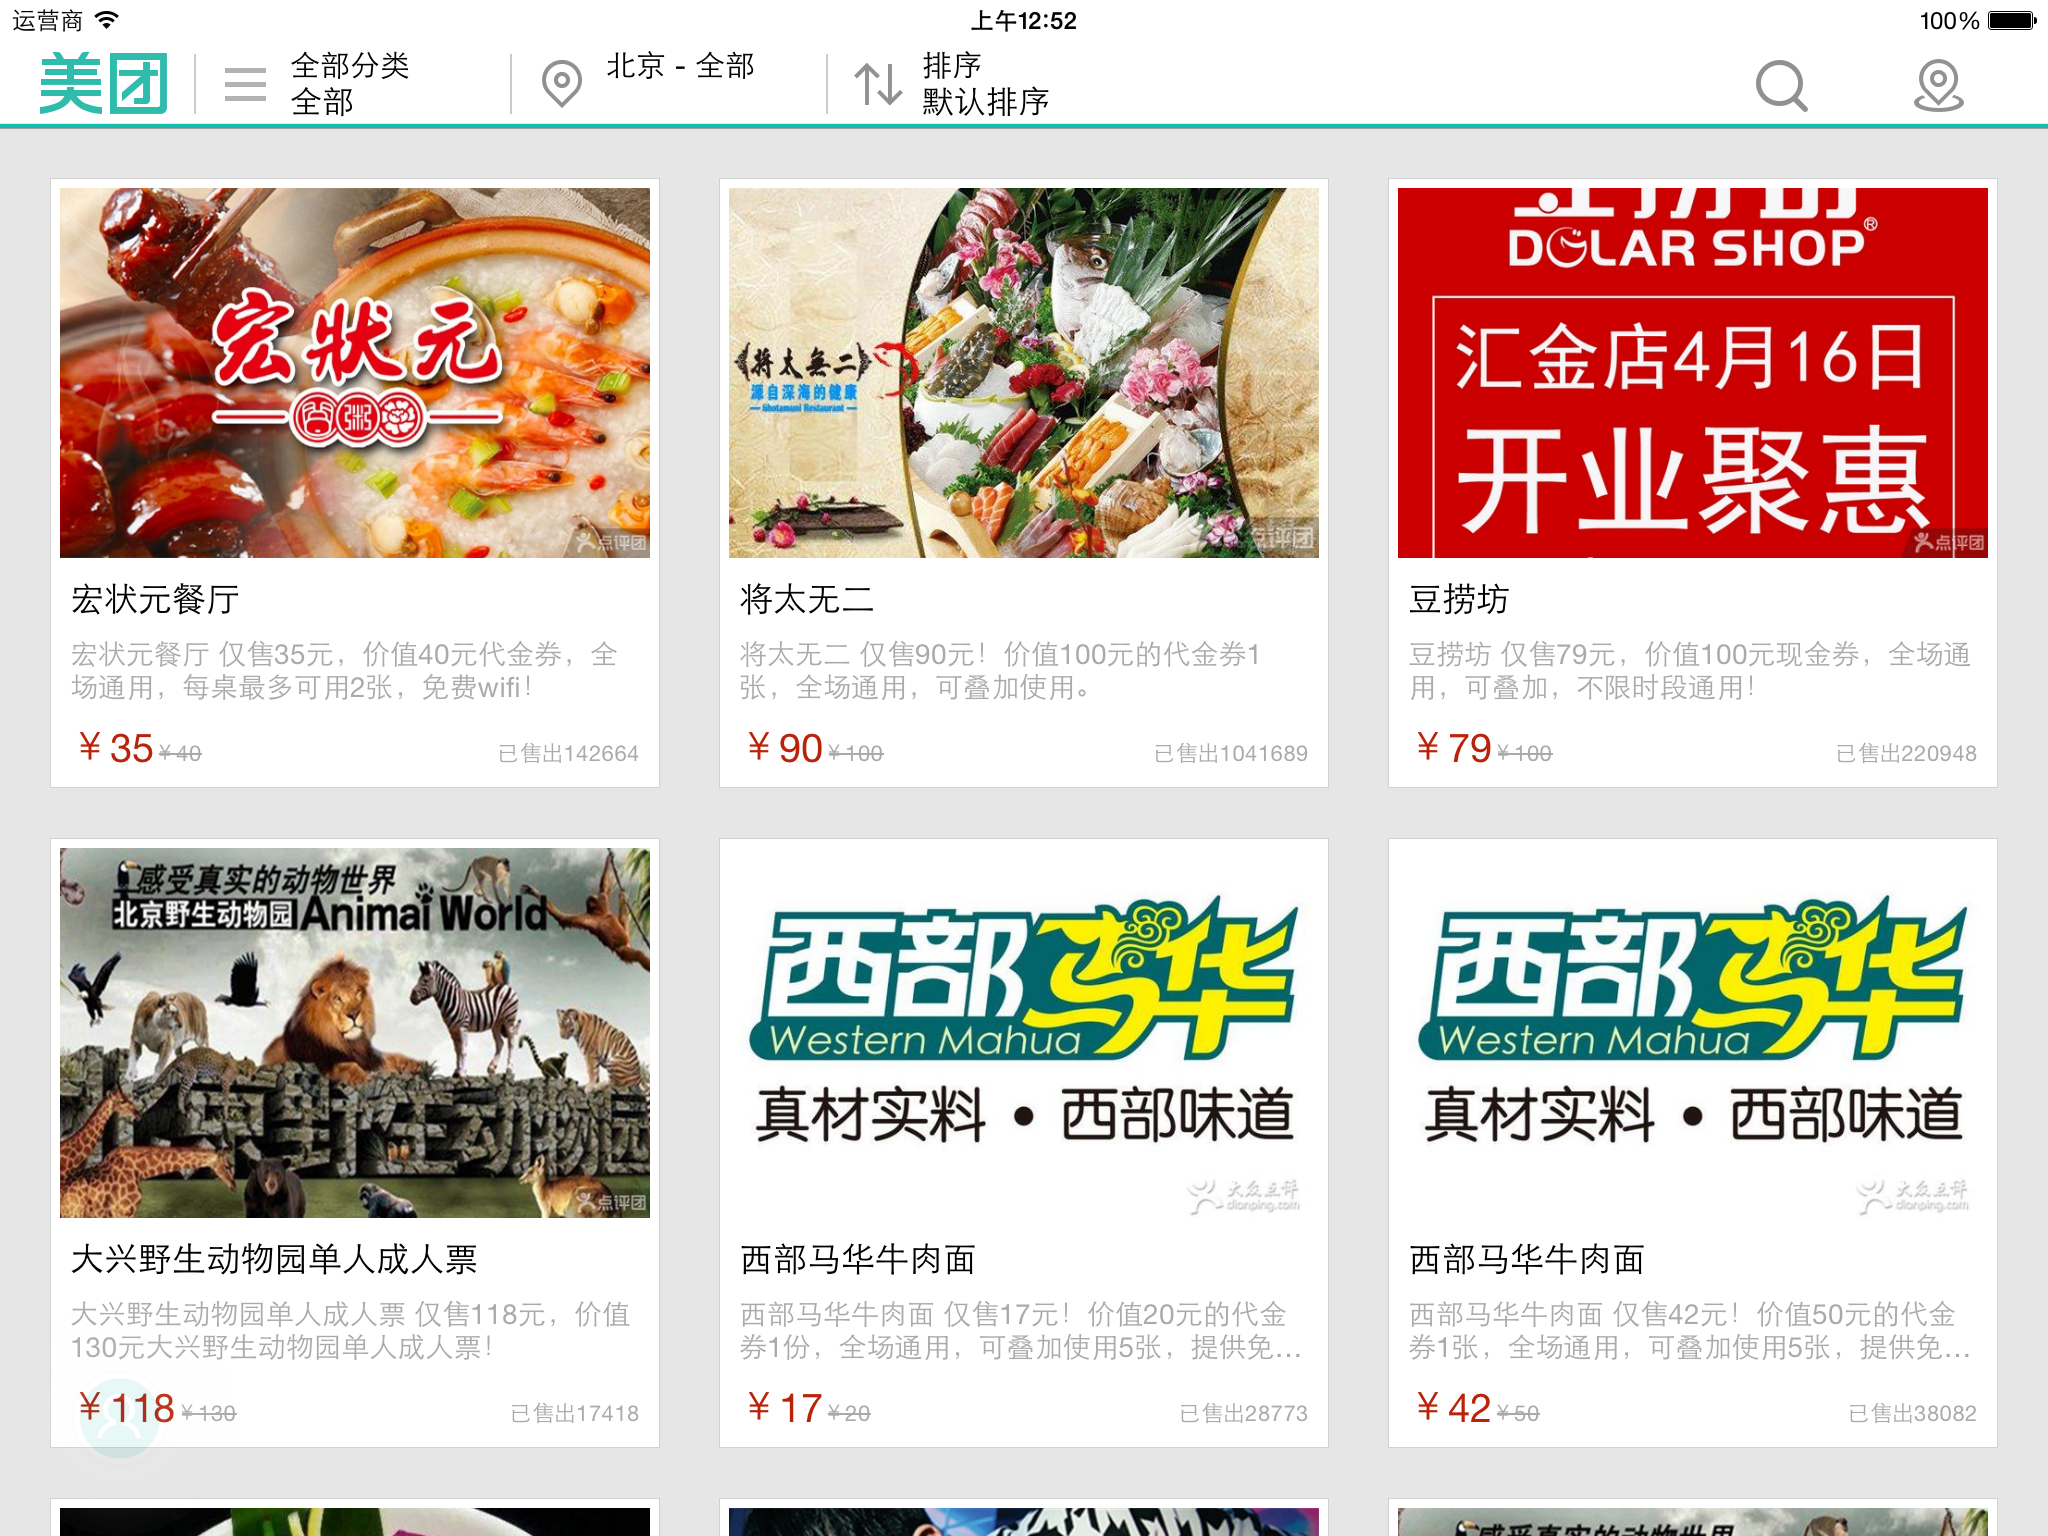 运营商
上午12:52
100%
美团
全部分类
全部
北京 - 全部
排序
默认排序
宏狀元
粥
点评团
宏状元餐厅
宏状元餐厅 仅售35元，价值40元代金券，全
场通用，每桌最多可用2张，免费wifi！
￥35 ￥40
已售出142664
将太無二
源自深海的健康
Shotamuni Restaurant
点评团
将太无二
将太无二 仅售90元！价值100元的代金券1
张，全场通用，可叠加使用。
￥90 ￥100
已售出1041689
DOLAR SHOP®
汇金店4月16日
开业聚惠
点评团
豆捞坊
豆捞坊 仅售79元，价值100元现金券，全场通
用，可叠加，不限时段通用！
￥79 ￥100
已售出220948
感受真实的动物世界
北京野生动物园 Animal World
京野生动物园
点评团
大兴野生动物园单人成人票
大兴野生动物园单人成人票 仅售118元，价值
130元大兴野生动物园单人成人票！
￥118 ￥130
已售出17418
西部马华
Western Mahua
真材实料 • 西部味道
大众点评
dianping.com
西部马华牛肉面
西部马华牛肉面 仅售17元！价值20元的代金
券1份，全场通用，可叠加使用5张，提供免...
￥17 ￥20
已售出28773
西部马华
Western Mahua
真材实料 • 西部味道
大众点评
dianping.com
西部马华牛肉面
西部马华牛肉面 仅售42元！价值50元的代金
券1张，全场通用，可叠加使用5张，提供免...
￥42 ￥50
已售出38082
感受真实的动物世界